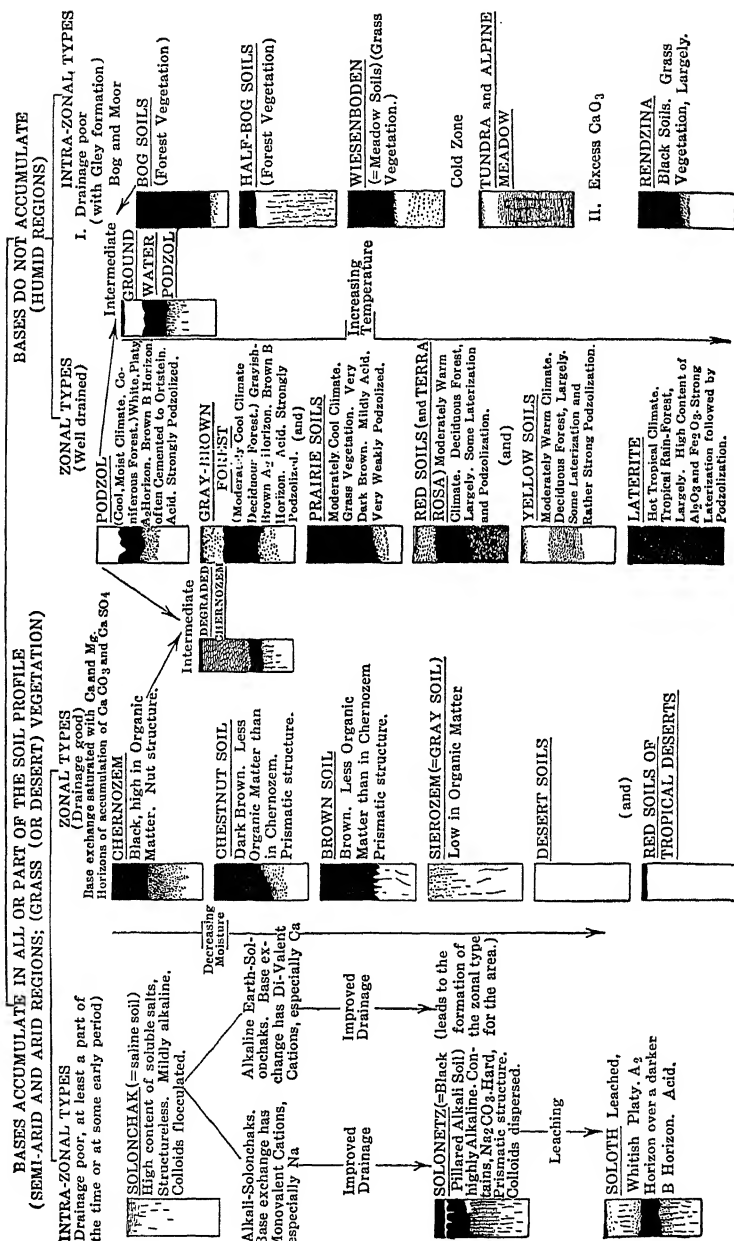 BASES ACCUMULATE IN ALL OR PART OF THE SOIL PROFILE
(SEMI-ARID AND ARID REGIONS; (GRASS (OR DESERT) VEGETATION)
INTRA-ZONAL TYPES
Drainage poor, at least a part of
the time or at some early period)
SOLONCHAK(=saline soil)
High content of soluble salts,
Structureless. Mildly alkaline,
Colloids flocculated.
Alkali-Solonchaks.
Base exchange has
Monovalent Cations,
especially Na
Alkaline Earth-Sol-
onchaks. Base ex-
change has Di-Valent
Cations, especially Ca
Improved
Drainage
Improved
Drainage
SOLONETZ(=Black
Pillared Alkali Soil)
highly Alkaline. Con-
tains, Na2CO3. Hard,
Prismatic structure.
Colloids dispersed.
(leads to the
formation of
the zonal type
for the area.)
Leaching
SOLOTH Leached,
Whitish Platy. A2
Horizon over a darker
B Horizon. Acid.
ZONAL TYPES
(Drainage good)
Base exchange saturated with Ca and Mg.
Horizons of accumulation of Ca CO3 and Ca SO4
CHERNOZEM
Black, high in Organic
Matter. Nut structure.
Decreasing
Moisture
CHESTNUT SOIL
Dark Brown. Less
Organic Matter than
in Chernozem.
Prismatic structure.
BROWN SOIL
Brown. Less Organic
Matter than in Chernozem
Prismatic structure.
SIEROZEM(=GRAY SOIL)
Low in Organic Matter
DESERT SOILS
(and)
RED SOILS OF
TROPICAL DESERTS
Intermediate
DEGRADED
CHERNOZEM
BASES DO NOT ACCUMULATE
(HUMID REGIONS)
ZONAL TYPES
(Well drained)
PODZOL
(Cool, Moist Climate. Co-
niferous Forest.) White, Platy
A2 Horizon. Brown B Horizon
often Cemented to Ortstein.
Acid. Strongly Podzolized.
GRAY-BROWN
FOREST
(Moderately Cool Climate
Deciduour Forest.) Grayish-
Brown A2 Horizon. Brown B
Horizon. Acid. Strongly
Podzolized. (and)
PRAIRIE SOILS
Moderately Cool Climate.
Grass Vegetation. Very
Dark Brown. Mildly Acid.
Very Weakly Podzolized.
RED SOILS (and TERRA
ROSA) Moderately Warm
Climate. Deciduous Forest,
Largely. Some Laterization
and Podzolization.
(and)
YELLOW SOILS
Moderately Warm Climate.
Deciduous Forest, Largely.
Some Laterization and
Rather Strong Podzolization.
LATERITE
Hot Tropical Climate.
Tropical Rain-Forest,
Largely. High Content of
Al2O3 and Fe2O3. Strong
Laterization followed by
Podzolization.
Intermediate
GROUND
WATER
PODZOL
Increasing
Temperature
INTRA-ZONAL TYPES
I. Drainage poor
(with Gley formation)
Bog and Moor
BOG SOILS
(Forest Vegetation)
HALF-BOG SOILS
(Forest Vegetation)
WIESENBODEN
(=Meadow Soils) (Grass
Vegetation.)
Cold Zone
TUNDRA and ALPINE
MEADOW
II. Excess CaO3
RENDZINA
Black Soils. Grass
Vegetation, Largely.